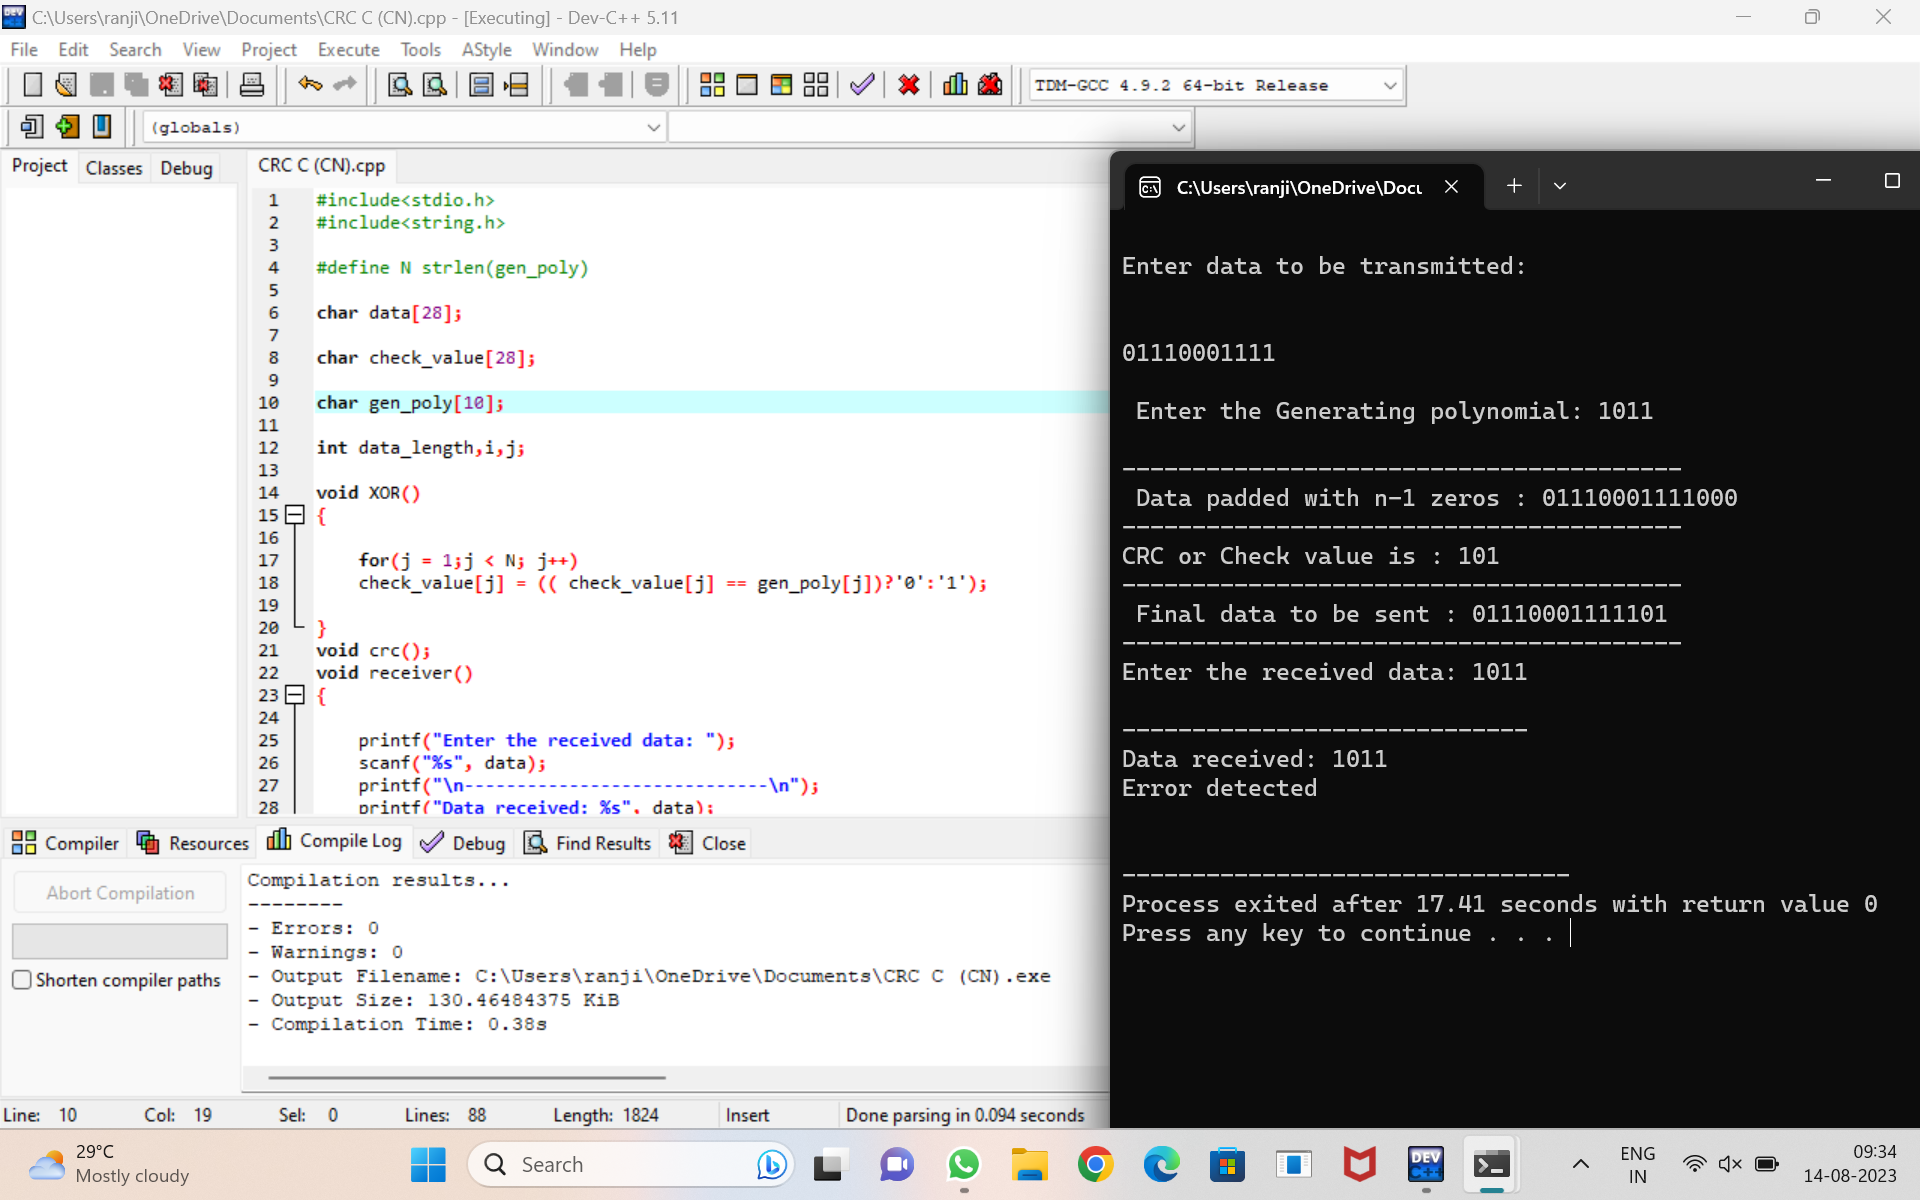 C:\Users\ranji\OneDrive\Documents\CRC C (CN).cpp - [Executing] - Dev-C++ 5.11
File Edit Search View Project Execute Tools AStyle Window Help
TDM-GCC 4.9.2 64-bit Release
(globals)
Project Classes Debug
CRC C (CN).cpp
1 #include<stdio.h>
2 #include<string.h>
3
4 #define N strlen(gen_poly)
5
6 char data[28];
7
8 char check_value[28];
9
10 char gen_poly[10];
11
12 int data_length,i,j;
13
14 void XOR()
15 {
16
17 for(j = 1;j < N; j++)
18 check_value[j] = (( check_value[j] == gen_poly[j])?'0':'1');
19
20 }
21 void crc();
22 void receiver()
23 {
24
25 printf("Enter the received data: ");
26 scanf("%s", data);
27 printf("\n-----------------------------\n");
28 printf("Data received: %s", data);
C:\Users\ranji\OneDrive\Docu
Enter data to be transmitted:
01110001111
Enter the Generating polynomial: 1011
----------------------------------------
Data padded with n-1 zeros : 01110001111000
----------------------------------------
CRC or Check value is : 101
----------------------------------------
Final data to be sent : 01110001111101
----------------------------------------
Enter the received data: 1011
-----------------------------
Data received: 1011
Error detected
--------------------------------
Process exited after 17.41 seconds with return value 0
Press any key to continue . . .
Compiler Resources Compile Log Debug Find Results Close
Abort Compilation
Shorten compiler paths
Compilation results...
--------
- Errors: 0
- Warnings: 0
- Output Filename: C:\Users\ranji\OneDrive\Documents\CRC C (CN).exe
- Output Size: 130.46484375 KiB
- Compilation Time: 0.38s
Line: 10 Col: 19 Sel: 0 Lines: 88 Length: 1824 Insert Done parsing in 0.094 seconds
29°C
Mostly cloudy
Search
DEV
C++
ENG
IN
09:34
14-08-2023